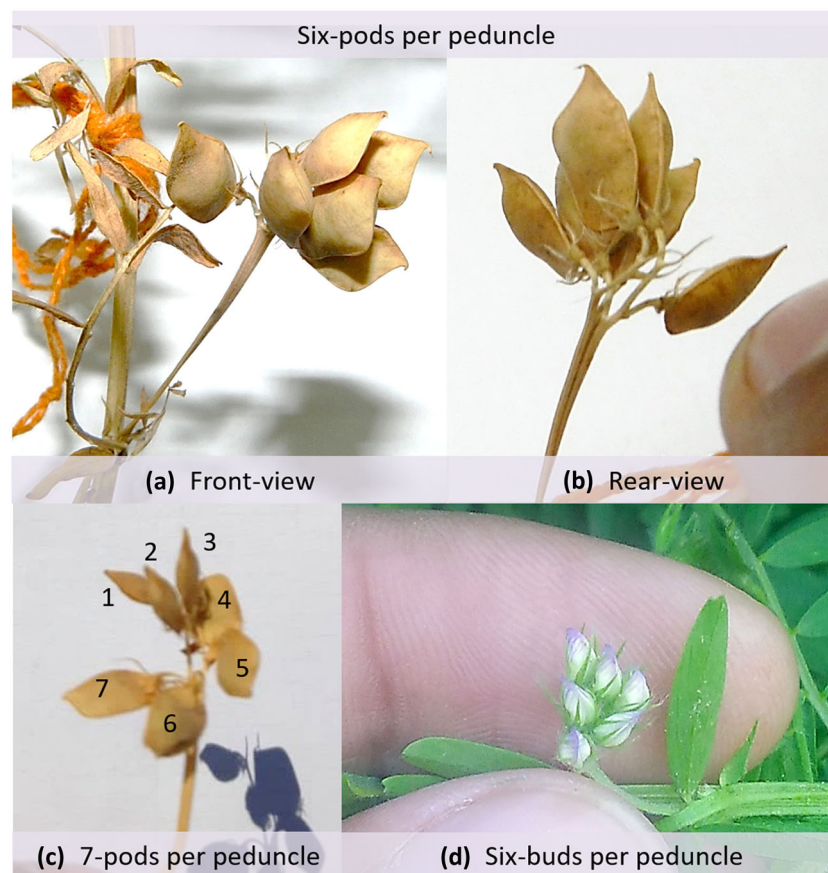 Six-pods per peduncle
(a) Front-view
(b) Rear-view
1
2
3
4
5
6
7
(c) 7-pods per peduncle
(d) Six-buds per peduncle